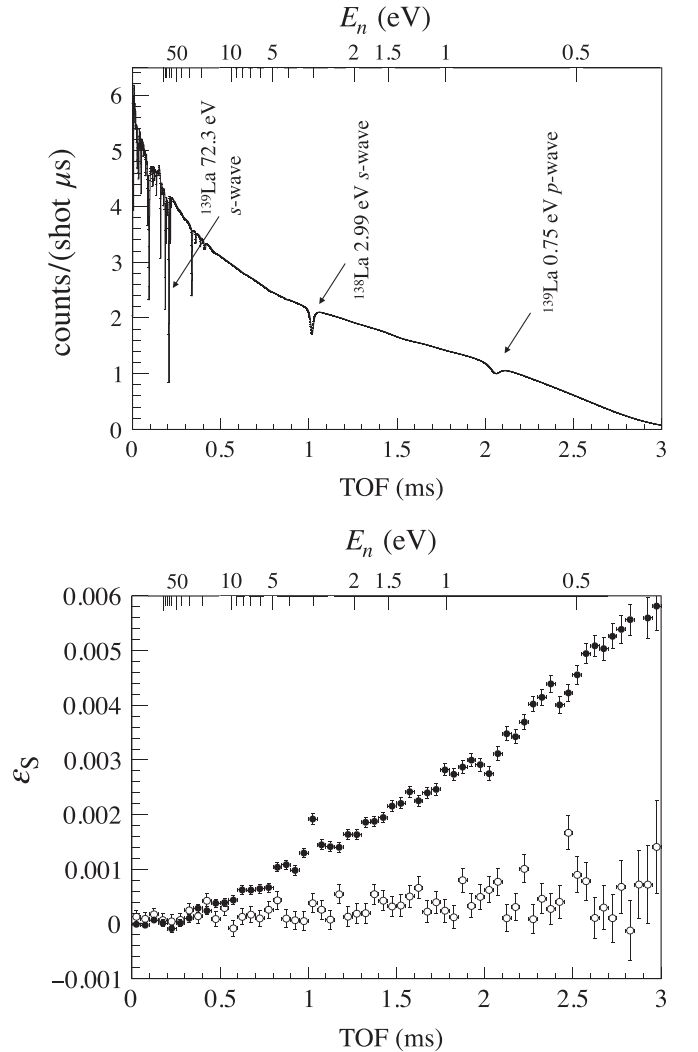 Eₙ (eV)
50 10 5 2 1.5 1 0.5
6
5
4
3
2
1
0
counts/(shot μs)
¹³⁹La 72.3 eV
s-wave
¹³⁸La 2.99 eV s-wave
¹³⁹La 0.75 eV p-wave
0 0.5 1 1.5 2 2.5 3
TOF (ms)
Eₙ (eV)
50 10 5 2 1.5 1 0.5
0.006
0.005
0.004
0.003
0.002
0.001
0
−0.001
εS
0 0.5 1 1.5 2 2.5 3
TOF (ms)